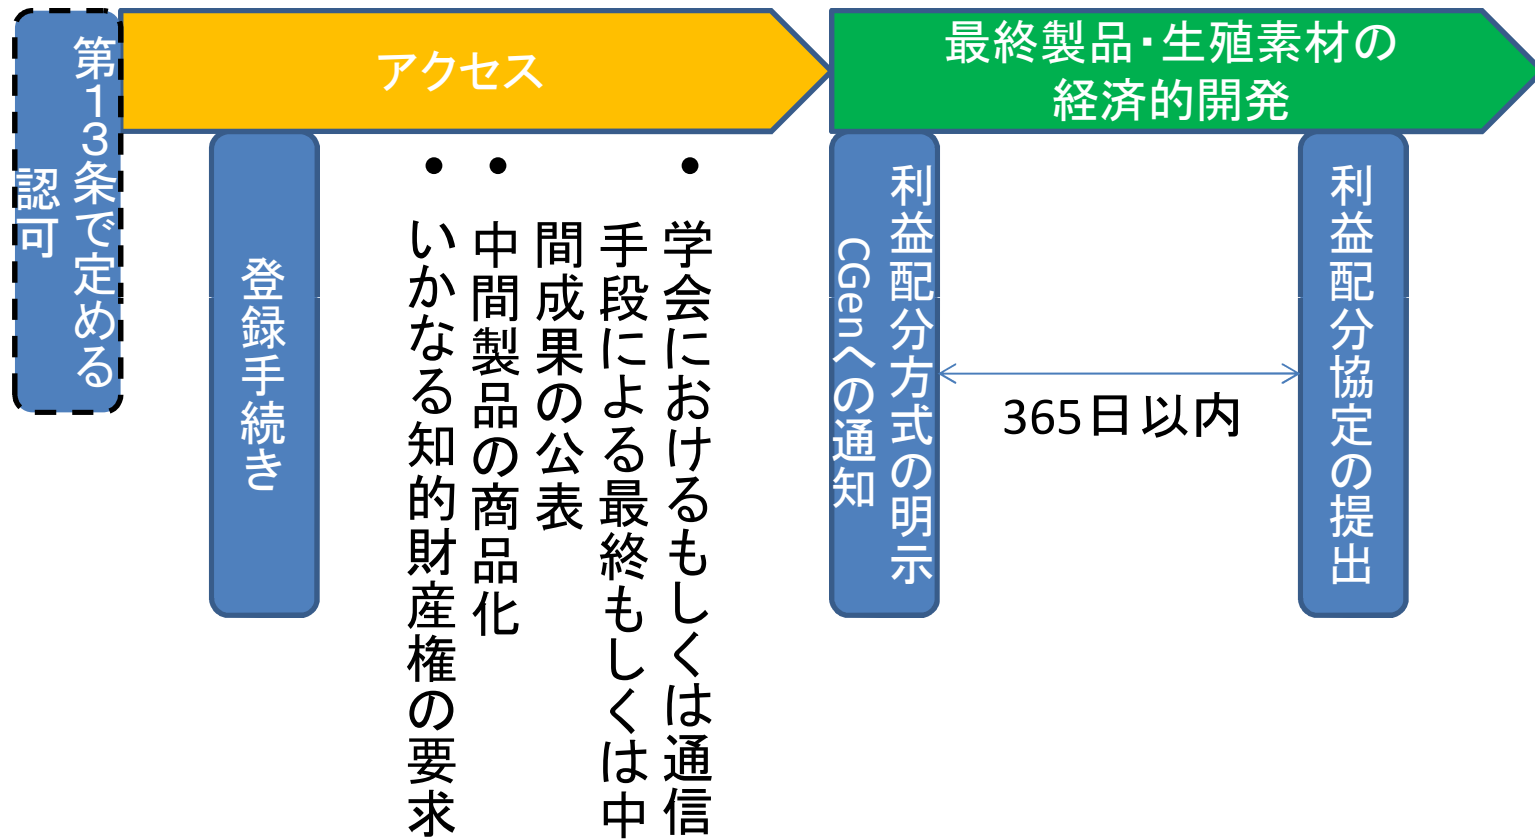 第13条で定める
認可
アクセス
最終製品・生殖素材の
経済的開発
登録手続き
・学会におけるもしくは通信
手段による最終もしくは中
間成果の公表
・中間製品の商品化
・いかなる知的財産権の要求
利益配分方式の明示
CGenへの通知
365日以内
利益配分協定の提出